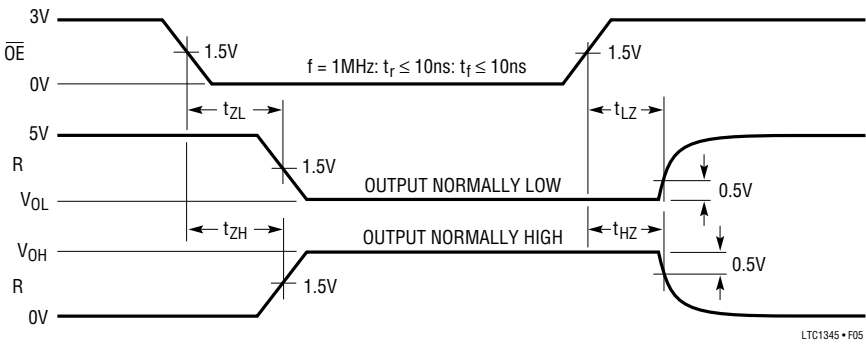 3V
OE
1.5V
1.5V
f = 1MHz: tr ≤ 10ns: tf ≤ 10ns
0V
tZL
tLZ
5V
R
1.5V
OUTPUT NORMALLY LOW
0.5V
VOL
tZH
OUTPUT NORMALLY HIGH
tHZ
VOH
0.5V
R
1.5V
0V
LTC1345 • F05